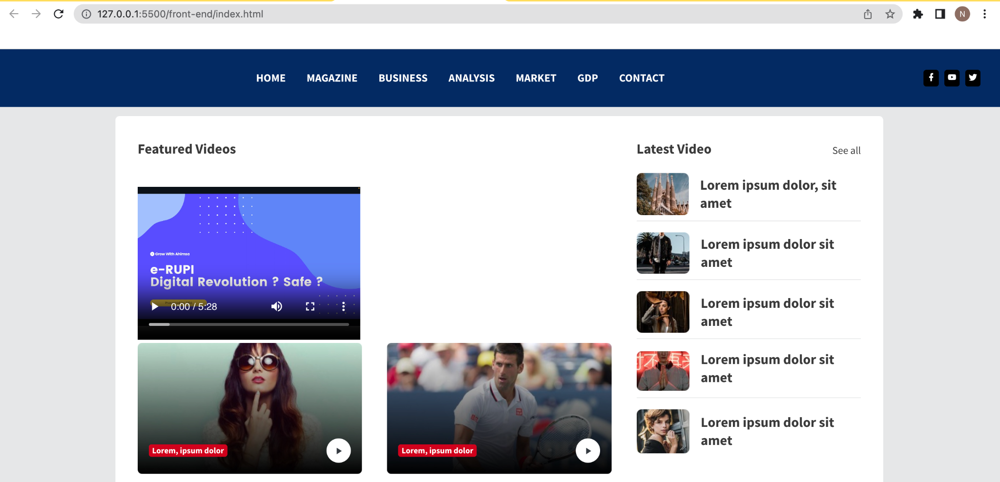 127.0.0.1:5500/front-end/index.html
N
HOME MAGAZINE BUSINESS ANALYSIS MARKET GDP CONTACT
Featured Videos
Latest Video
See all
Grow With Ahimsa
e-RUPI
Digital Revolution ? Safe ?
0:00 / 5:28
Lorem, ipsum dolor
Lorem, ipsum dolor
Lorem ipsum dolor, sit
amet
Lorem ipsum dolor sit
amet
Lorem ipsum dolor sit
amet
Lorem ipsum dolor sit
amet
Lorem ipsum dolor sit
amet